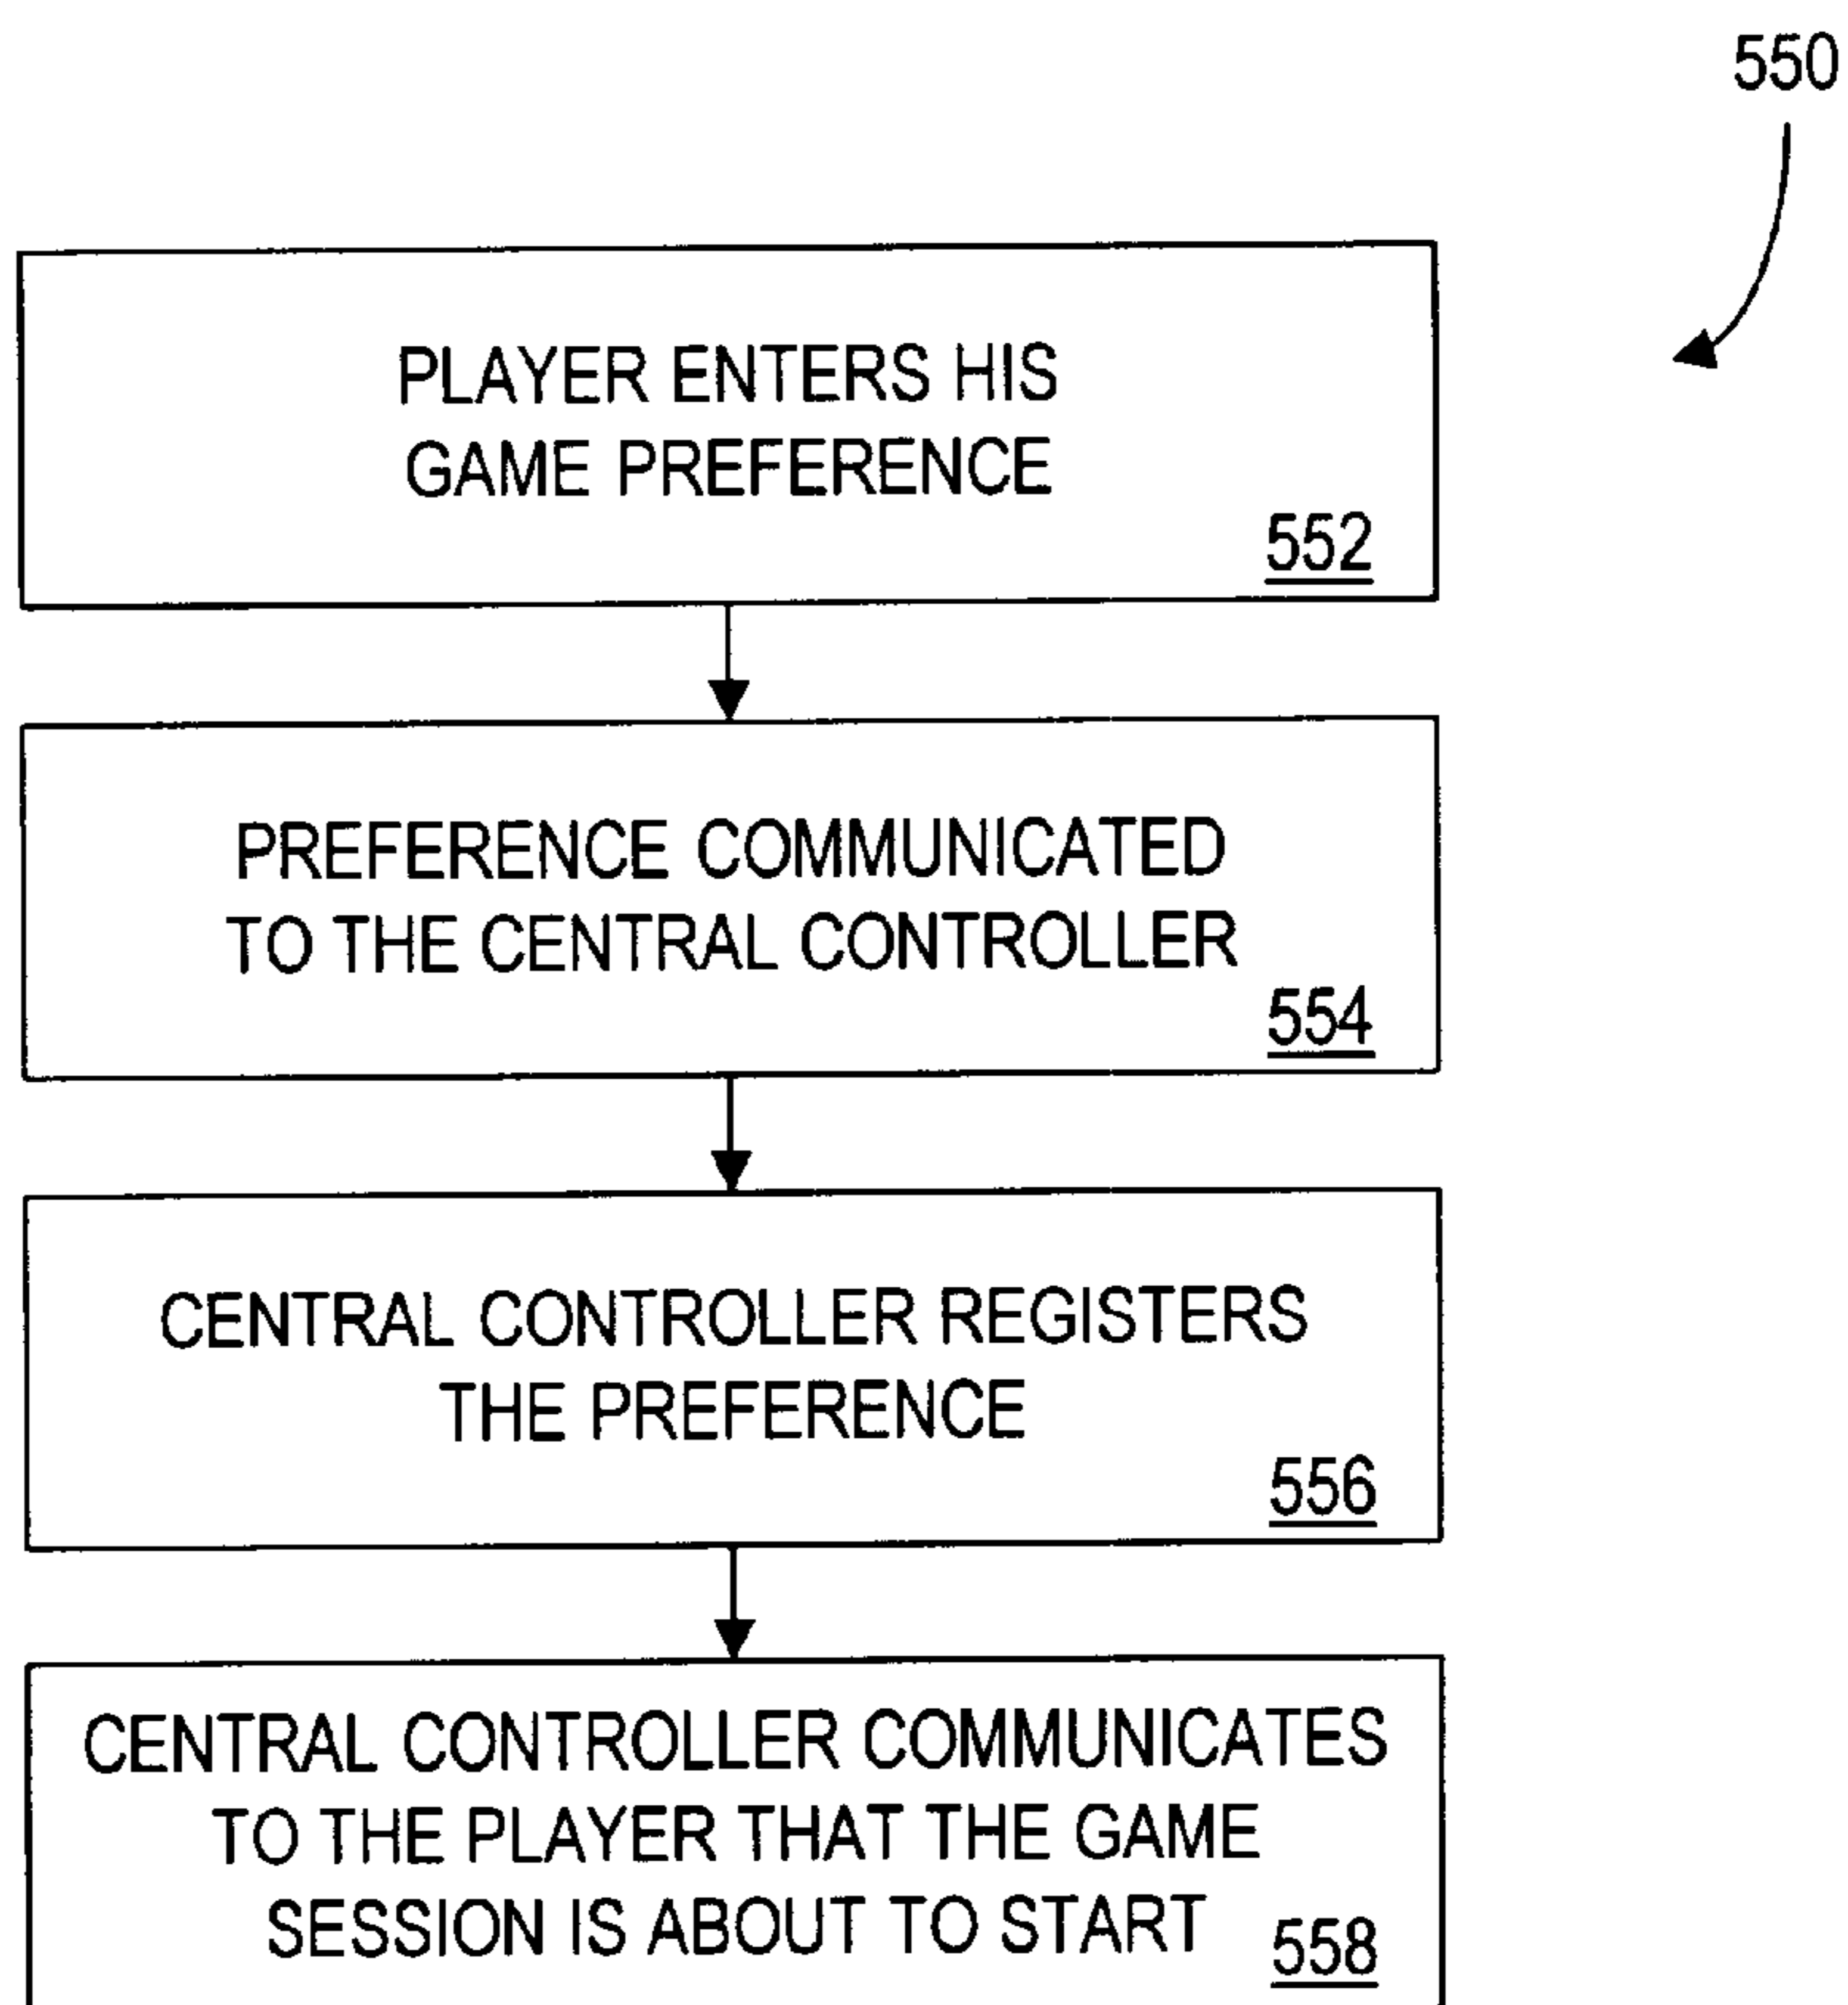 550
PLAYER ENTERS HIS
GAME PREFERENCE
552
PREFERENCE COMMUNICATED
TO THE CENTRAL CONTROLLER
554
CENTRAL CONTROLLER REGISTERS
THE PREFERENCE
556
CENTRAL CONTROLLER COMMUNICATES
TO THE PLAYER THAT THE GAME
SESSION IS ABOUT TO START
558